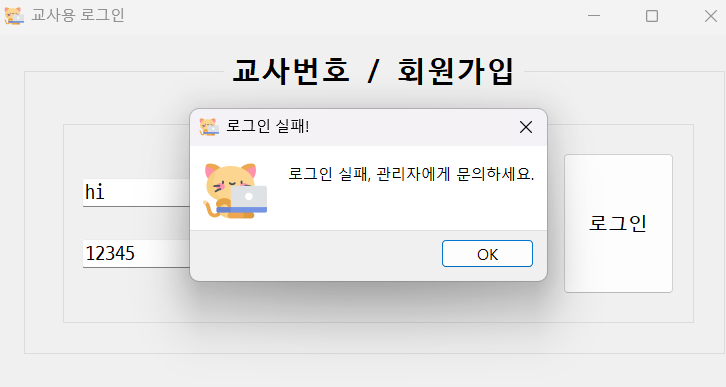 교사용 로그인
교사번호 / 회원가입
로그인 실패!
로그인 실패, 관리자에게 문의하세요.
hi
로그인
12345
OK